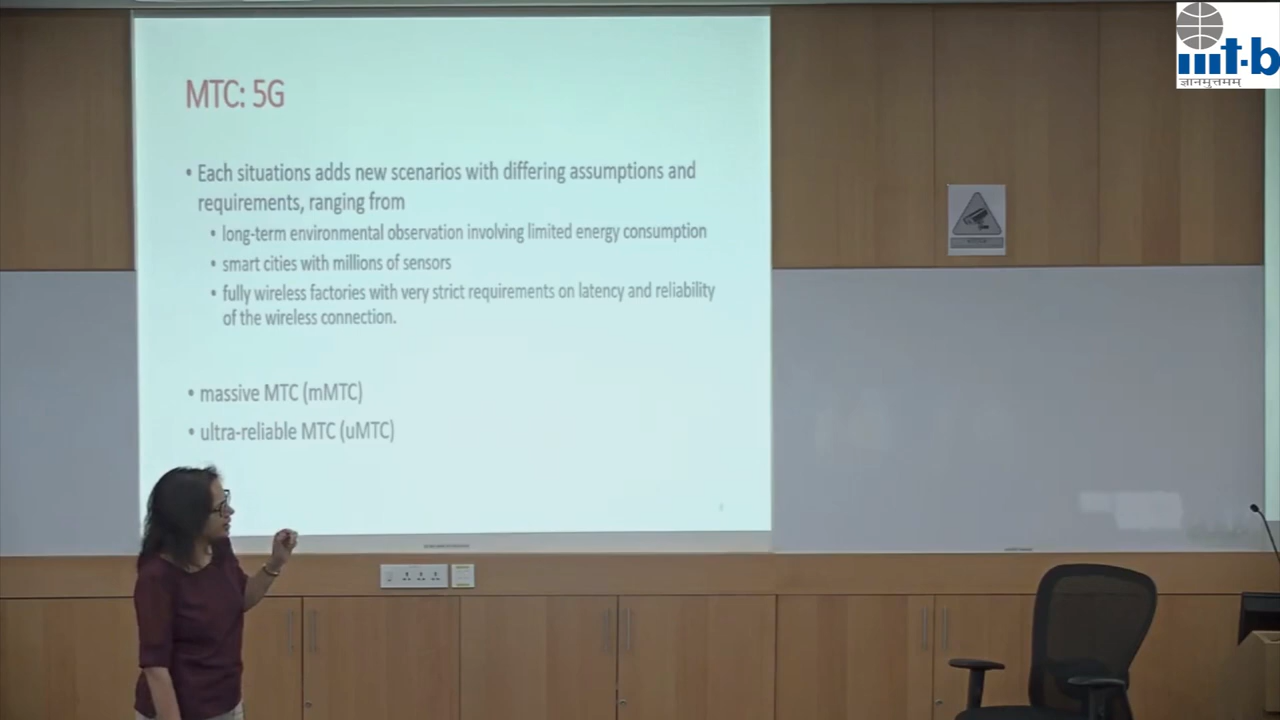 MTC: 5G
• Each situations adds new scenarios with differing assumptions and
requirements, ranging from
• long-term environmental observation involving limited energy consumption
• smart cities with millions of sensors
• fully wireless factories with very strict requirements on latency and reliability
of the wireless connection.
• massive MTC (mMTC)
• ultra-reliable MTC (uMTC)
iiit-b
ज्ञानमुत्तमम्